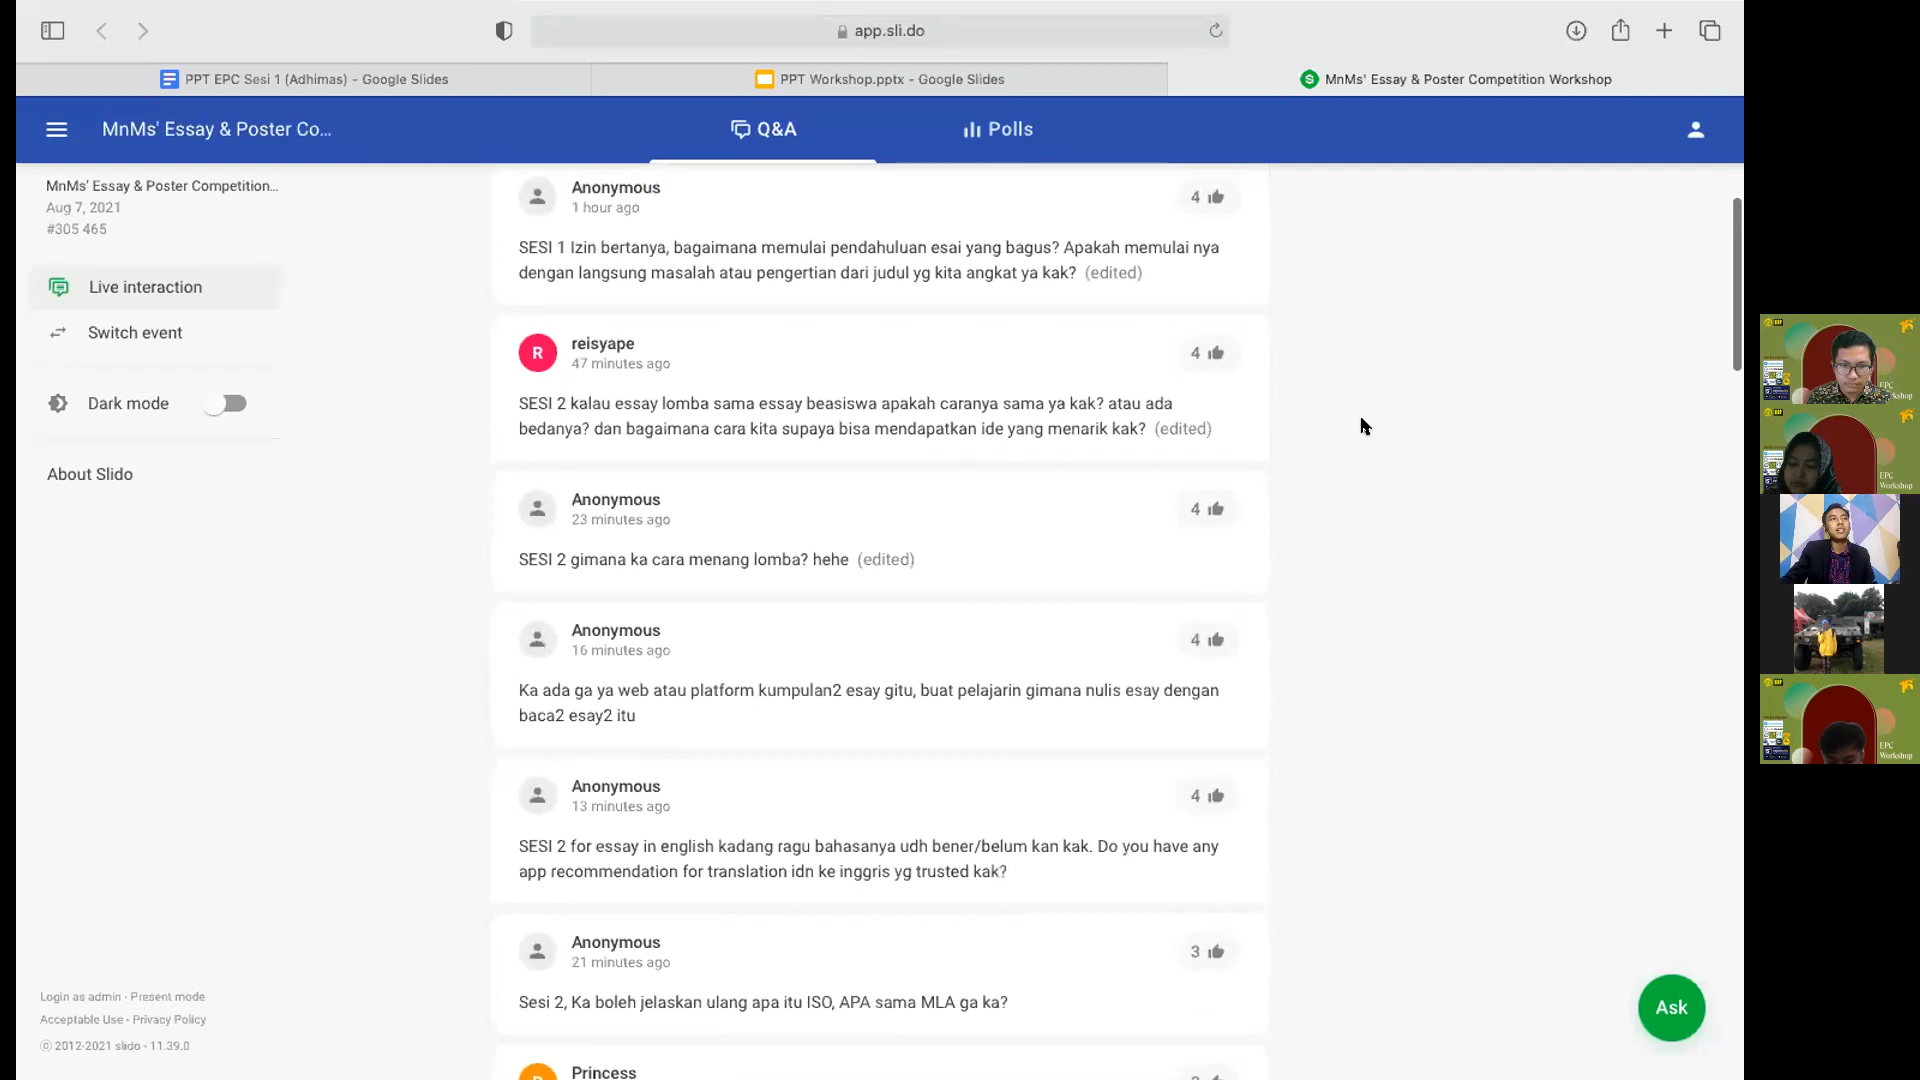 app.sli.do
PPT EPC Sesi 1 (Adhimas) - Google Slides
PPT Workshop.pptx - Google Slides
S
MnMs' Essay & Poster Competition Workshop
MnMs' Essay & Poster Co...
Q&A
Polls
MnMs' Essay & Poster Competition...
Aug 7, 2021
#305 465
Live interaction
Switch event
Dark mode
About Slido
Anonymous
1 hour ago
4
SESI 1 Izin bertanya, bagaimana memulai pendahuluan esai yang bagus? Apakah memulai nya
dengan langsung masalah atau pengertian dari judul yg kita angkat ya kak? (edited)
R
reisyape
47 minutes ago
4
SESI 2 kalau essay lomba sama essay beasiswa apakah caranya sama ya kak? atau ada
bedanya? dan bagaimana cara kita supaya bisa mendapatkan ide yang menarik kak? (edited)
Anonymous
23 minutes ago
4
SESI 2 gimana ka cara menang lomba? hehe (edited)
Anonymous
16 minutes ago
4
Ka ada ga ya web atau platform kumpulan2 esay gitu, buat pelajarin gimana nulis esay dengan
baca2 esay2 itu
Anonymous
13 minutes ago
4
SESI 2 for essay in english kadang ragu bahasanya udh bener/belum kan kak. Do you have any
app recommendation for translation idn ke inggris yg trusted kak?
Anonymous
21 minutes ago
3
Sesi 2, Ka boleh jelaskan ulang apa itu ISO, APA sama MLA ga ka?
Princess
Login as admin · Present mode
Acceptable Use · Privacy Policy
© 2012-2021 slido - 11.39.0
Ask
EPC
EPC
Workshop
EPC
Workshop